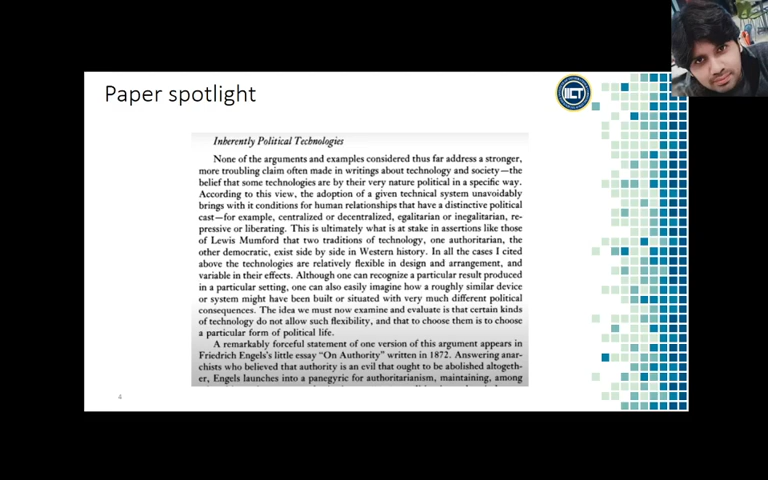 Paper spotlight
IICT
Inherently Political Technologies
None of the arguments and examples considered thus far address a stronger,
more troubling claim often made in writings about technology and society—the
belief that some technologies are by their very nature political in a specific way.
According to this view, the adoption of a given technical system unavoidably
brings with it conditions for human relationships that have a distinctive political
cast—for example, centralized or decentralized, egalitarian or inegalitarian, re-
pressive or liberating. This is ultimately what is at stake in assertions like those
of Lewis Mumford that two traditions of technology, one authoritarian, the
other democratic, exist side by side in Western history. In all the cases I cited
above the technologies are relatively flexible in design and arrangement, and
variable in their effects. Although one can recognize a particular result produced
in a particular setting, one can also easily imagine how a roughly similar device
or system might have been built or situated with very much different political
consequences. The idea we must now examine and evaluate is that certain kinds
of technology do not allow such flexibility, and that to choose them is to choose
a particular form of political life.
A remarkably forceful statement of one version of this argument appears in
Friedrich Engels's little essay "On Authority" written in 1872. Answering anar-
chists who believed that authority is an evil that ought to be abolished altogeth-
er, Engels launches into a panegyric for authoritarianism, maintaining, among
4